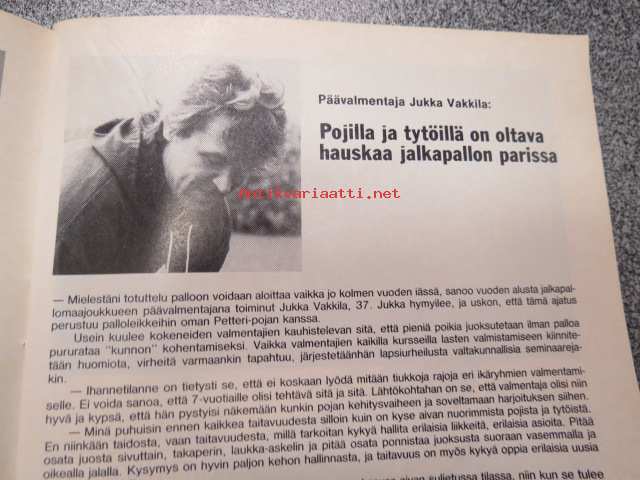 Päävalmentaja Jukka Vakkila:
Pojilla ja tytöillä on oltava
hauskaa jalkapallon parissa
Antikvariaatti.net
— Mielestäni totuttelu palloon voidaan aloittaa vaikka jo kolmen vuoden iässä, sanoo vuoden alusta jalkapal-
lomaajoukkueen päävalmentajana toiminut Jukka Vakkila, 37. Jukka hymyilee, ja uskon, että tämä ajatus
perustuu palloleikkeihin oman Petteri-pojan kanssa.
Usein kuulee kokeneiden valmentajien kauhistelevan sitä, että pieniä poikia juoksutetaan ilman palloa
pururataa "kunnon" kohentamiseksi. Vaikka valmentajien kaikilla kursseilla lasten valmistamiseen kiinnite-
tään huomiota, virheitä varmaankin tapahtuu, järjestetäänhän lapsiurheilusta valtakunnallisia seminaareja-
kin.
— Ihannetilanne on tietysti se, että ei koskaan lyödä mitään tiukkoja rajoja eri ikäryhmien valmentami-
selle. Ei voida sanoa, että 7-vuotiaille olisi tehtävä sitä ja sitä. Lähtökohtahan on se, että valmentaja olisi niin
hyvä ja kypsä, että hän pystyisi näkemään kunkin pojan kehitysvaiheen ja soveltamaan harjoituksen siihen.
— Minä puhuisin ennen kaikkea taitavuudesta silloin kuin on kyse aivan nuorimmista pojista ja tytöistä.
En niinkään taidosta, vaan taitavuudesta, millä tarkoitan kykyä hallita erilaisia liikkeitä, erilaisia asioita. Pitää
osata juosta sivuttain, takaperin, laukka-askelin ja pitää osata ponnistaa juoksusta suoraan vasemmalla ja
oikealla jalalla. Kysymys on hyvin paljon kehon hallinnasta, ja taitavuus on myös kykyä oppia erilaisia uusia
aivan suljetussa tilassa, niin kun se tulee